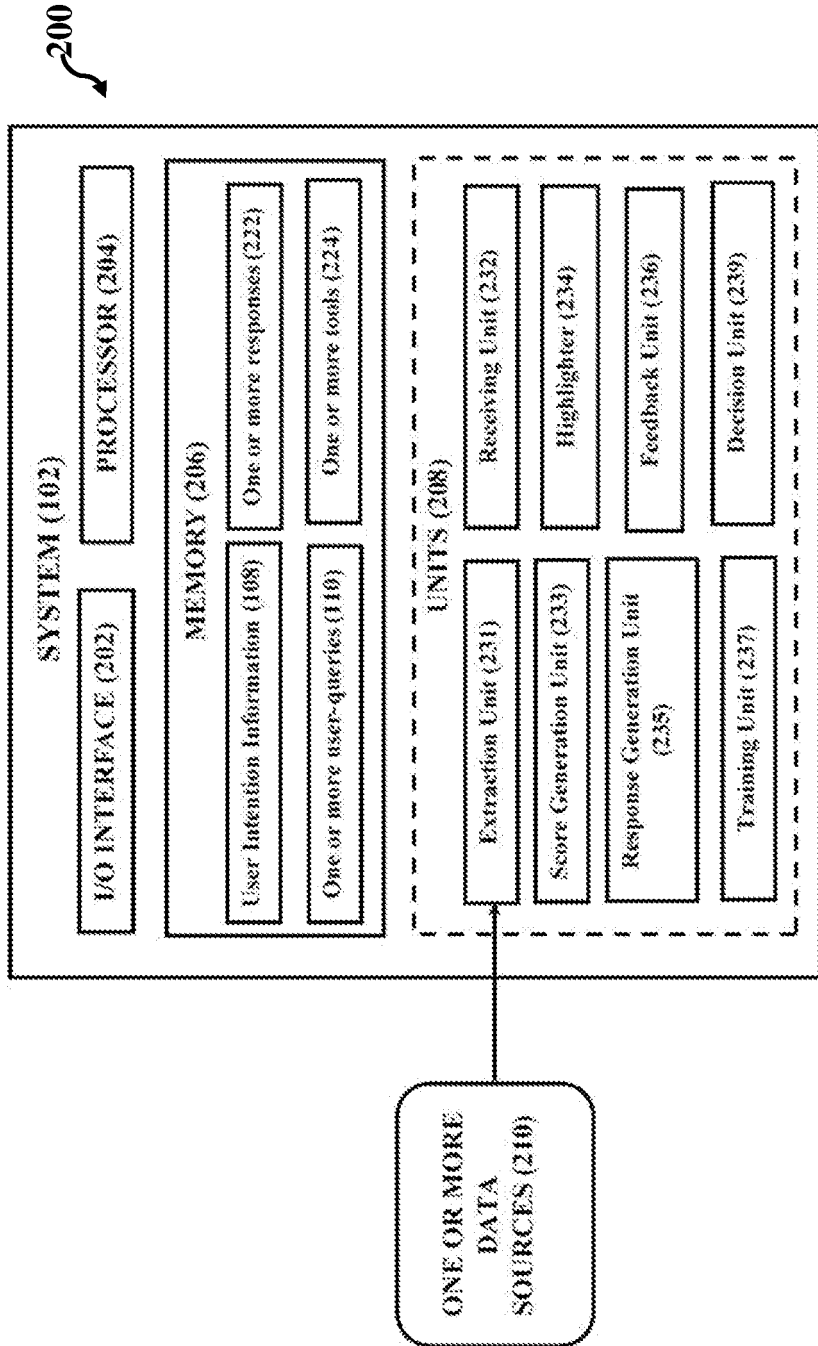 200
SYSTEM (102)
I/O INTERFACE (202)
PROCESSOR (204)
MEMORY (206)
User Intention Information (108)
One or more responses (222)
One or more user-queries (110)
One or more tools (224)
UNITS (208)
Extraction Unit (231)
Receiving Unit (232)
Score Generation Unit (233)
Highlighter (234)
Response Generation Unit
(235)
Feedback Unit (236)
Training Unit (237)
Decision Unit (239)
ONE OR MORE
DATA
SOURCES (210)